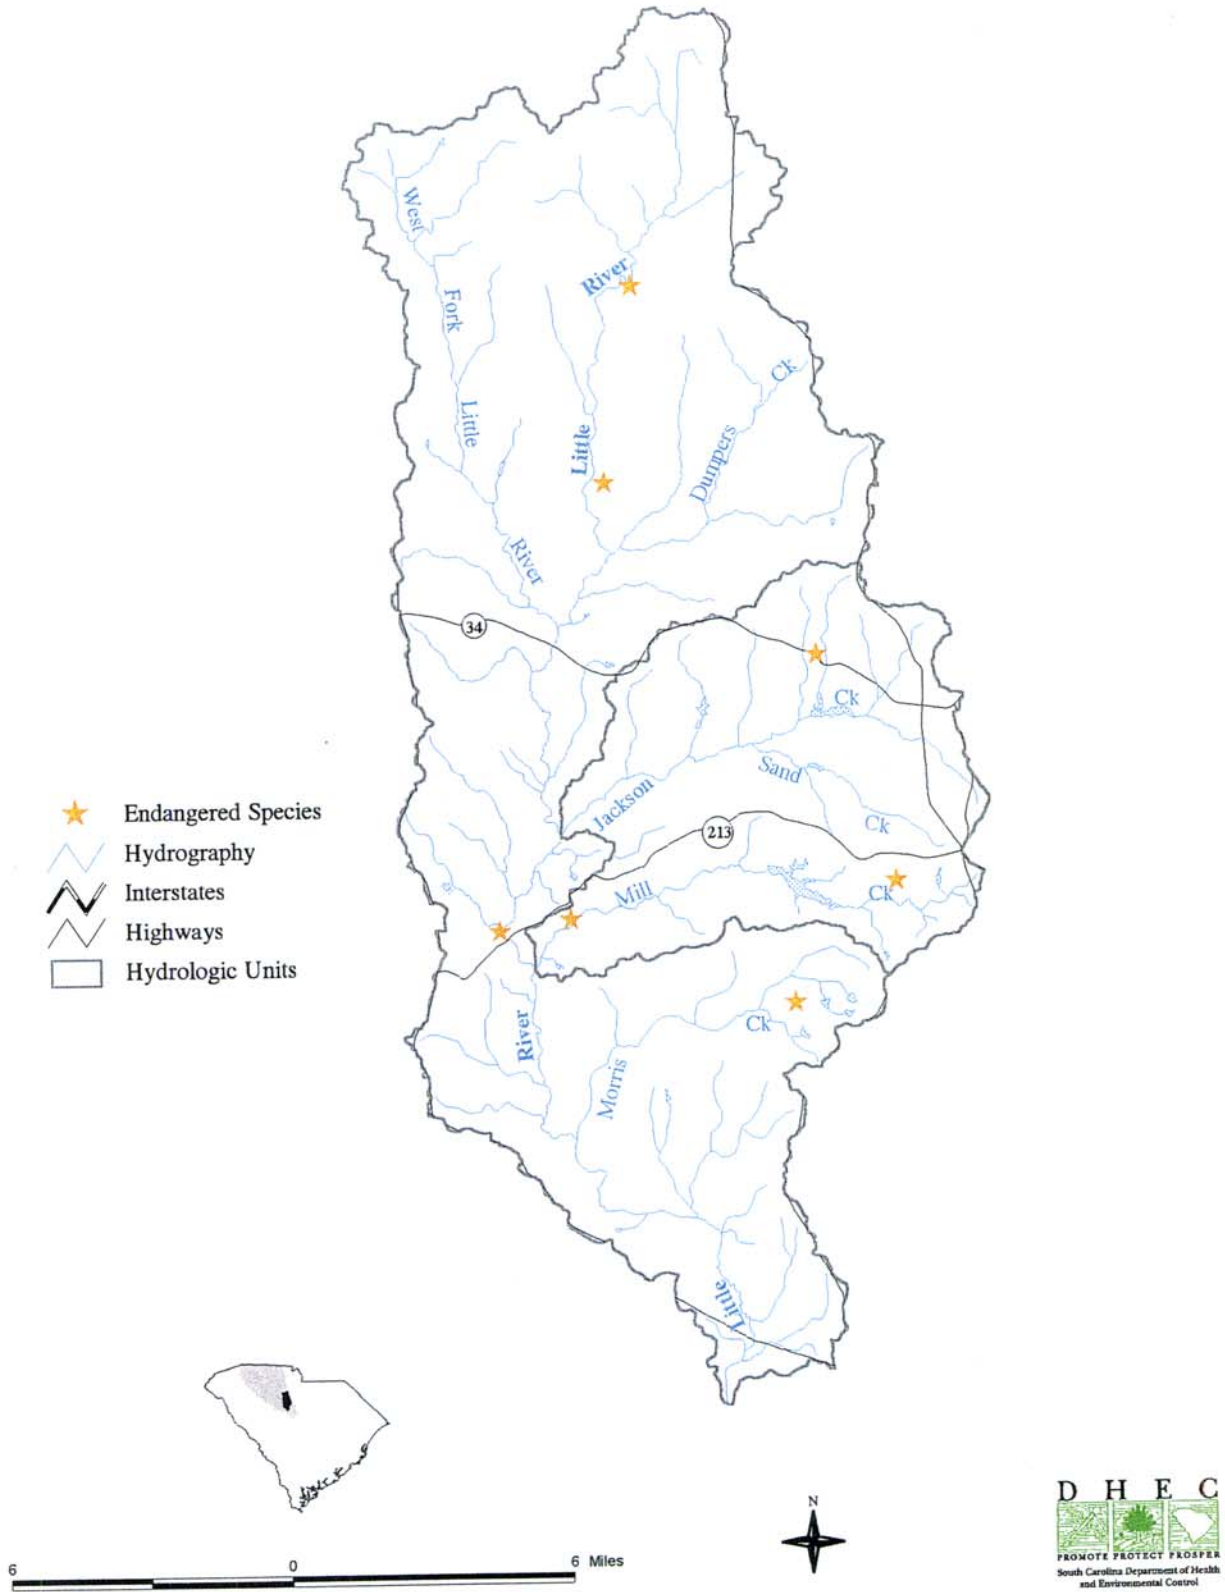 West
Fork
Little
River
River
Little
Ck
Dumpers
34
Ck
Sand
Ck
Jackson
213
Mill
Ck
River
Ck
Morris
Little
Endangered Species
Hydrography
Interstates
Highways
Hydrologic Units
6 0 6 Miles
N
D H E C
PROMOTE PROTECT PROSPER
South Carolina Department of Health
and Environmental Control